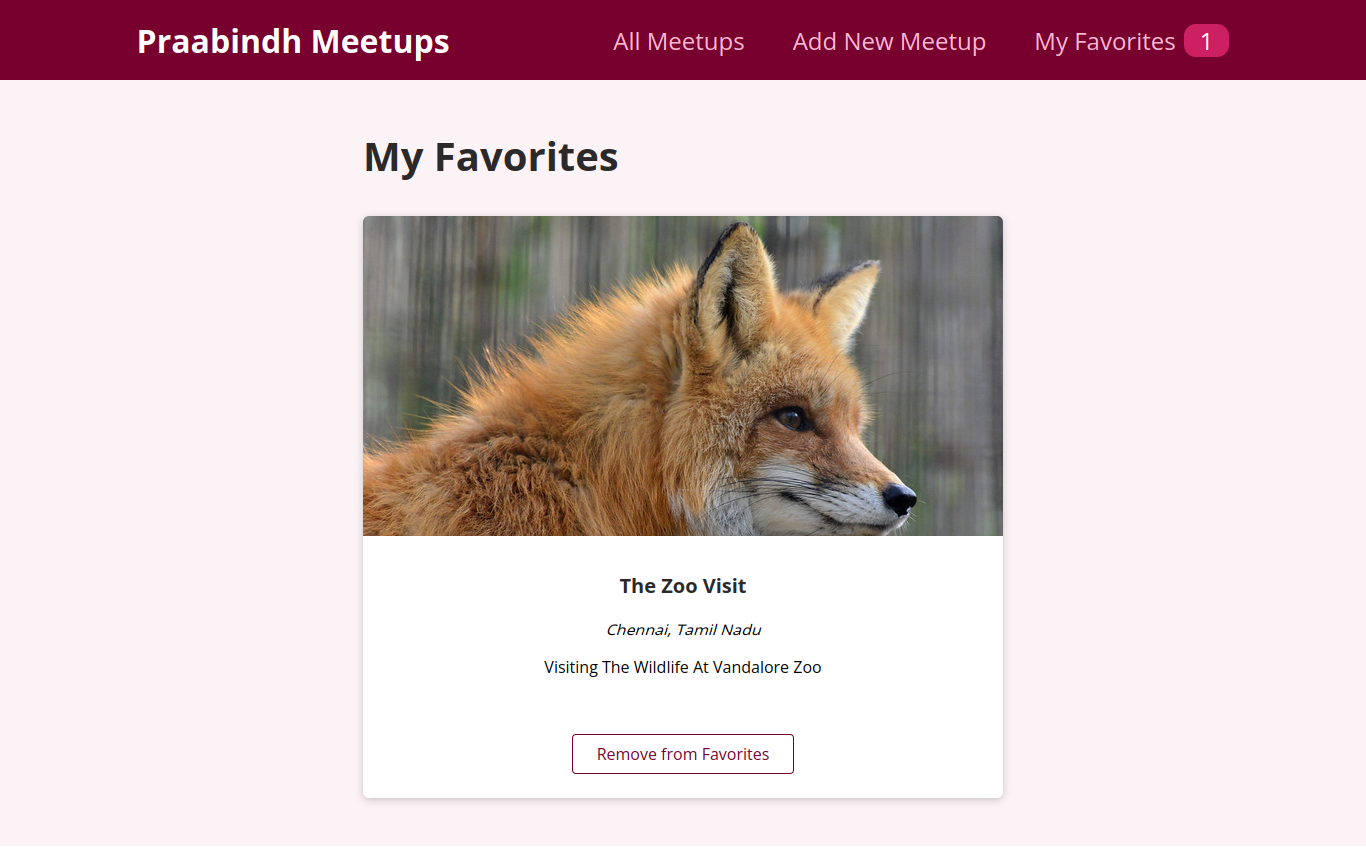 Praabindh Meetups
All Meetups
Add New Meetup
My Favorites 1
My Favorites
The Zoo Visit
Chennai, Tamil Nadu
Visiting The Wildlife At Vandalore Zoo
Remove from Favorites